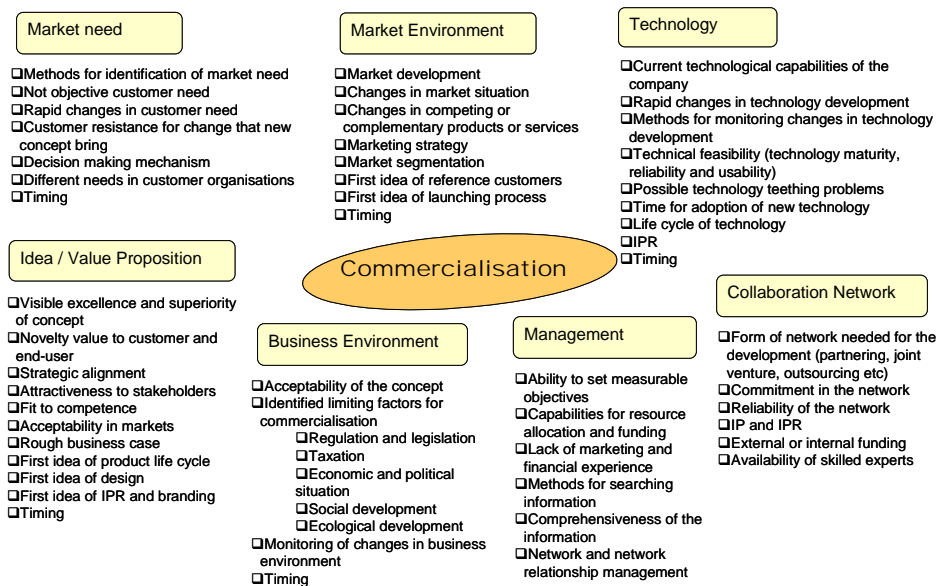 Market need
❑Methods for identification of market need
❑Not objective customer need
❑Rapid changes in customer need
❑Customer resistance for change that new
concept bring
❑Decision making mechanism
❑Different needs in customer organisations
❑Timing
Market Environment
❑Market development
❑Changes in market situation
❑Changes in competing or
complementary products or services
❑Marketing strategy
❑Market segmentation
❑First idea of reference customers
❑First idea of launching process
❑Timing
Technology
❑Current technological capabilities of the
company
❑Rapid changes in technology development
❑Methods for monitoring changes in technology
development
❑Technical feasibility (technology maturity,
reliability and usability)
❑Possible technology teething problems
❑Time for adoption of new technology
❑Life cycle of technology
❑IPR
❑Timing
Commercialisation
Idea / Value Proposition
❑Visible excellence and superiority
of concept
❑Novelty value to customer and
end-user
❑Strategic alignment
❑Attractiveness to stakeholders
❑Fit to competence
❑Acceptability in markets
❑Rough business case
❑First idea of product life cycle
❑First idea of design
❑First idea of IPR and branding
❑Timing
Business Environment
❑Acceptability of the concept
❑Identified limiting factors for
commercialisation
❑Regulation and legislation
❑Taxation
❑Economic and political
situation
❑Social development
❑Ecological development
❑Monitoring of changes in business
environment
❑Timing
Management
❑Ability to set measurable
objectives
❑Capabilities for resource
allocation and funding
❑Lack of marketing and
financial experience
❑Methods for searching
information
❑Comprehensiveness of the
information
❑Network and network
relationship management
Collaboration Network
❑Form of network needed for the
development (partnering, joint
venture, outsourcing etc)
❑Commitment in the network
❑Reliability of the network
❑IP and IPR
❑External or internal funding
❑Availability of skilled experts